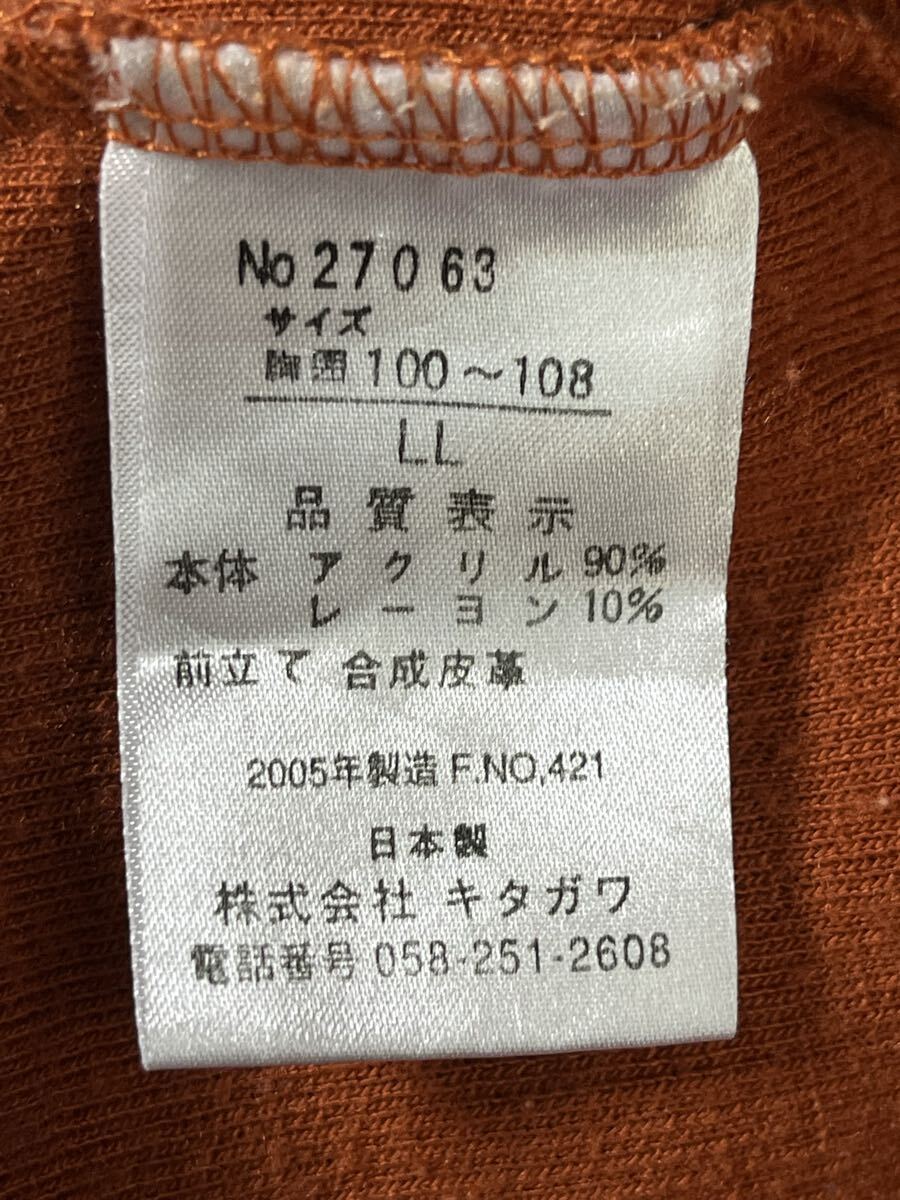 No 27063
サイズ
胸囲 100～108
LL
品質表示
本体 アクリル 90%
レーヨン 10%
前立て 合成皮革
2005年製造 F.NO,421
日本製
株式会社 キタガワ
電話番号 058-251-2608